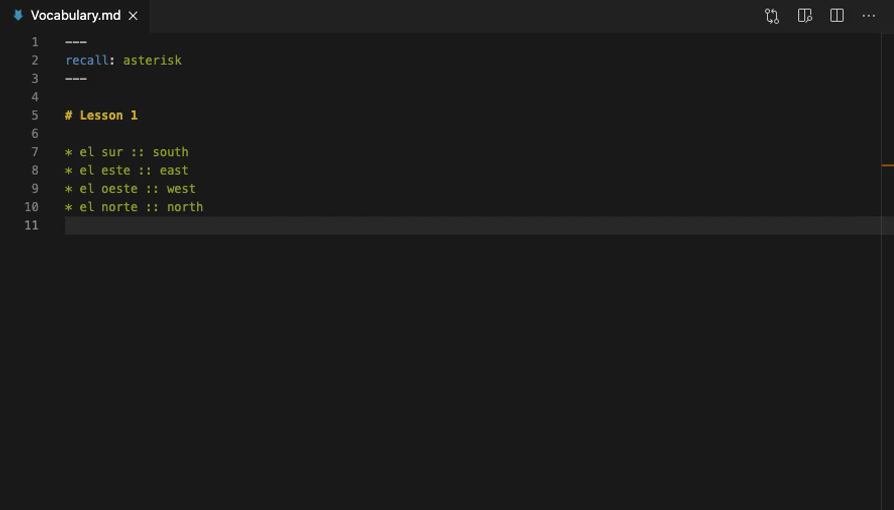 Vocabulary.md
1 ---
2 recall: asterisk
3 ---
4
5 # Lesson 1
6
7 * el sur :: south
8 * el este :: east
9 * el oeste :: west
10 * el norte :: north
11